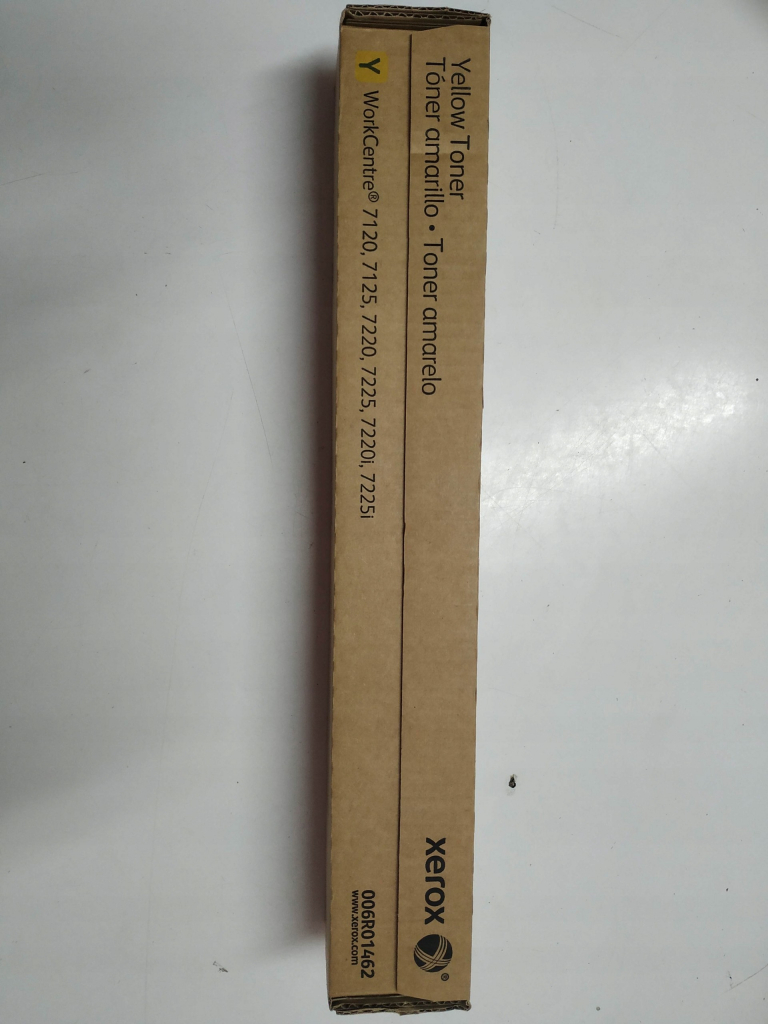 Yellow Toner
Tóner amarillo • Toner amarelo
Y WorkCentre® 7120, 7125, 7220, 7225, 7220i, 7225i
xerox ®
006R01462
www.xerox.com